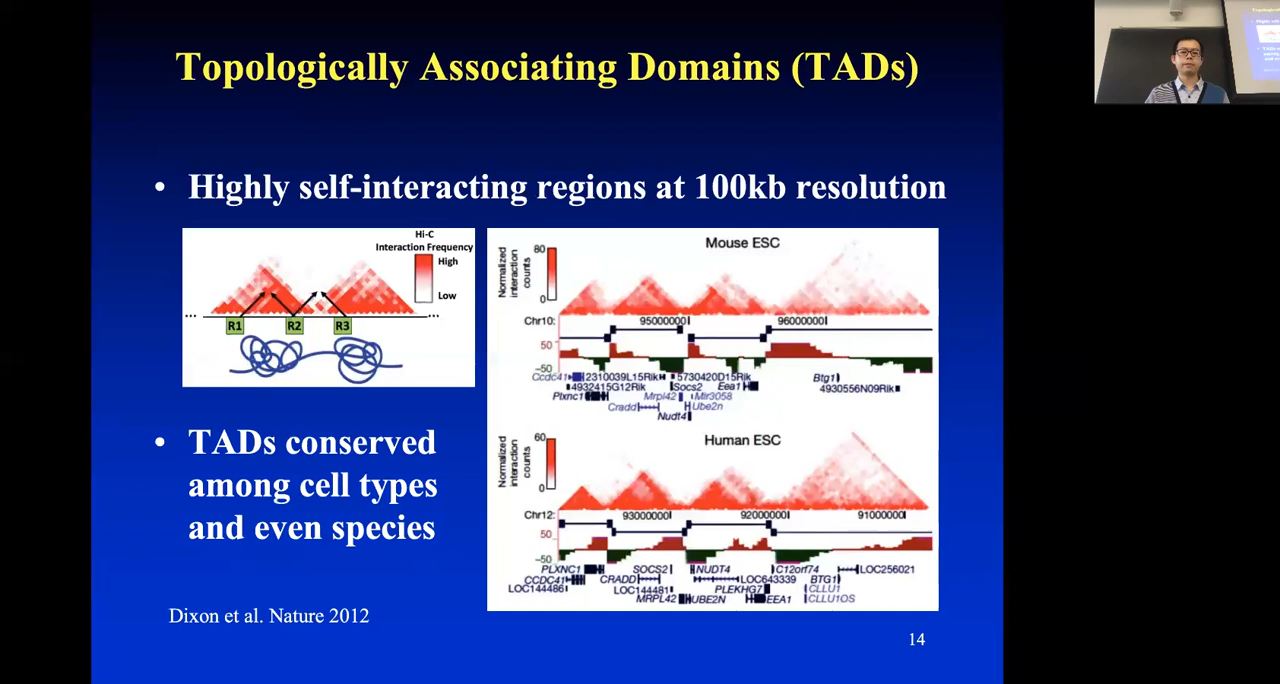 Topologically Associating Domains (TADs)
• Highly self-interacting regions at 100kb resolution
Hi-C
Interaction Frequency
High
Low
...
...
R1
R2
R3
Mouse ESC
Normalized
interaction
counts
80
0
Chr10:
95000000
96000000
50
-50
Ccdc41
2310039L15Rik
5730420D15Rik
4932415G12Rik
Socs2
Eea1
Btg1
4930556N09Rik
Plxnc1
Mrpl42
Mir3058
Cradd
Ube2n
Nudt4
Human ESC
Normalized
interaction
counts
60
0
Chr12:
93000000
92000000
91000000
50
-50
PLXNC1
SOCS2
NUDT4
C12orf74
LOC256021
CCDC41
CRADD
LOC643339
BTG1
LOC144486
LOC144481
PLEKHG7
CLLU1
MRPL42
UBE2N
EEA1
CLLU1OS
• TADs conserved
among cell types
and even species
Dixon et al. Nature 2012
14